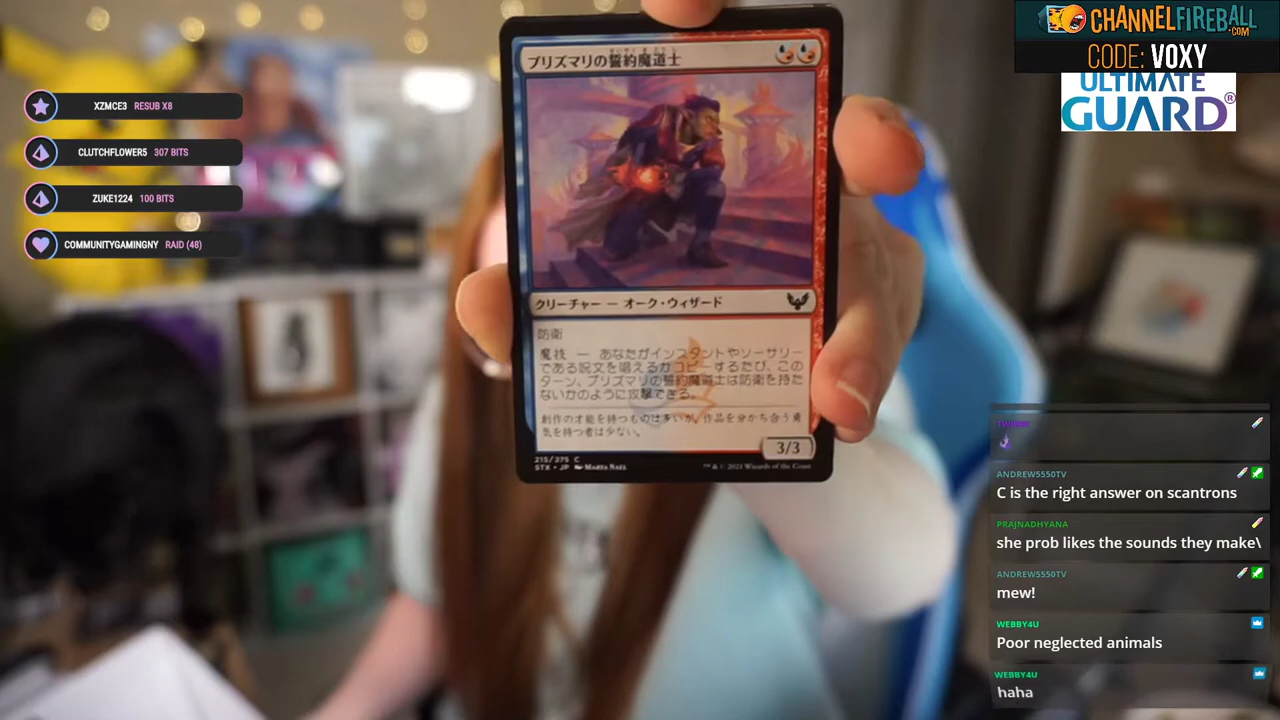 CHANNELFIREBALL
.COM
CODE: VOXY
ULTIMATE
GUARD®
XZMCE3 RESUB X8
CLUTCHFLOWER5 307 BITS
ZUKE1224 100 BITS
COMMUNITYGAMINGNY RAID (48)
プリズマリの誓約魔道士
クリーチャー — オーク・ウィザード
防衛
魔技 — あなたがインスタントやソーサリー
である呪文を唱えるかコピーするたび、この
ターン、プリズマリの誓約魔道士は防衛を持た
ないかのように攻撃できる。
創作の才能を持つものは多いが、作品を分かち合う勇
気を持つ者は少ない。
3/3
215/275 C
STX • JP Marta Nael
™ & © 2021 Wizards of the Coast
ANDREW5550TV
C is the right answer on scantrons
PRAJNADHYANA
she prob likes the sounds they make\
ANDREW5550TV
mew!
WEBBY4U
Poor neglected animals
WEBBY4U
haha